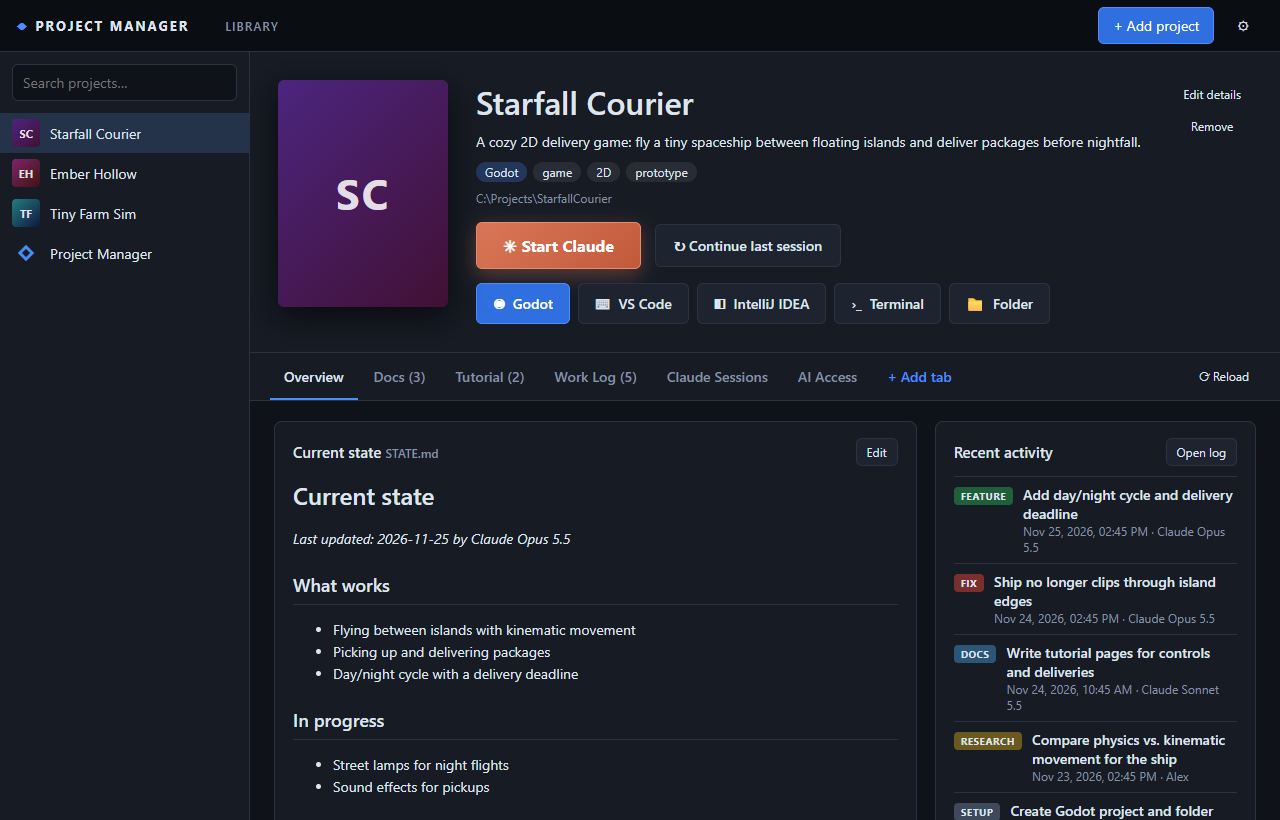 PROJECT MANAGER
LIBRARY
+ Add project
Search projects...
SC Starfall Courier
EH Ember Hollow
TF Tiny Farm Sim
Project Manager
SC
Starfall Courier
A cozy 2D delivery game: fly a tiny spaceship between floating islands and deliver packages before nightfall.
Godot game 2D prototype
C:\Projects\StarfallCourier
Start Claude
Continue last session
Godot
VS Code
IntelliJ IDEA
>_ Terminal
Folder
Edit details
Remove
Overview
Docs (3)
Tutorial (2)
Work Log (5)
Claude Sessions
AI Access
+ Add tab
Reload
Current state STATE.md
Edit
Current state
Last updated: 2026-11-25 by Claude Opus 5.5
What works
Flying between islands with kinematic movement
Picking up and delivering packages
Day/night cycle with a delivery deadline
In progress
Street lamps for night flights
Sound effects for pickups
Recent activity
Open log
FEATURE Add day/night cycle and delivery
deadline
Nov 25, 2026, 02:45 PM · Claude Opus
5.5
FIX Ship no longer clips through island
edges
Nov 24, 2026, 02:45 PM · Claude Opus 5.5
DOCS Write tutorial pages for controls
and deliveries
Nov 24, 2026, 10:45 AM · Claude Sonnet
5.5
RESEARCH Compare physics vs. kinematic
movement for the ship
Nov 23, 2026, 02:45 PM · Alex
SETUP Create Godot project and folder